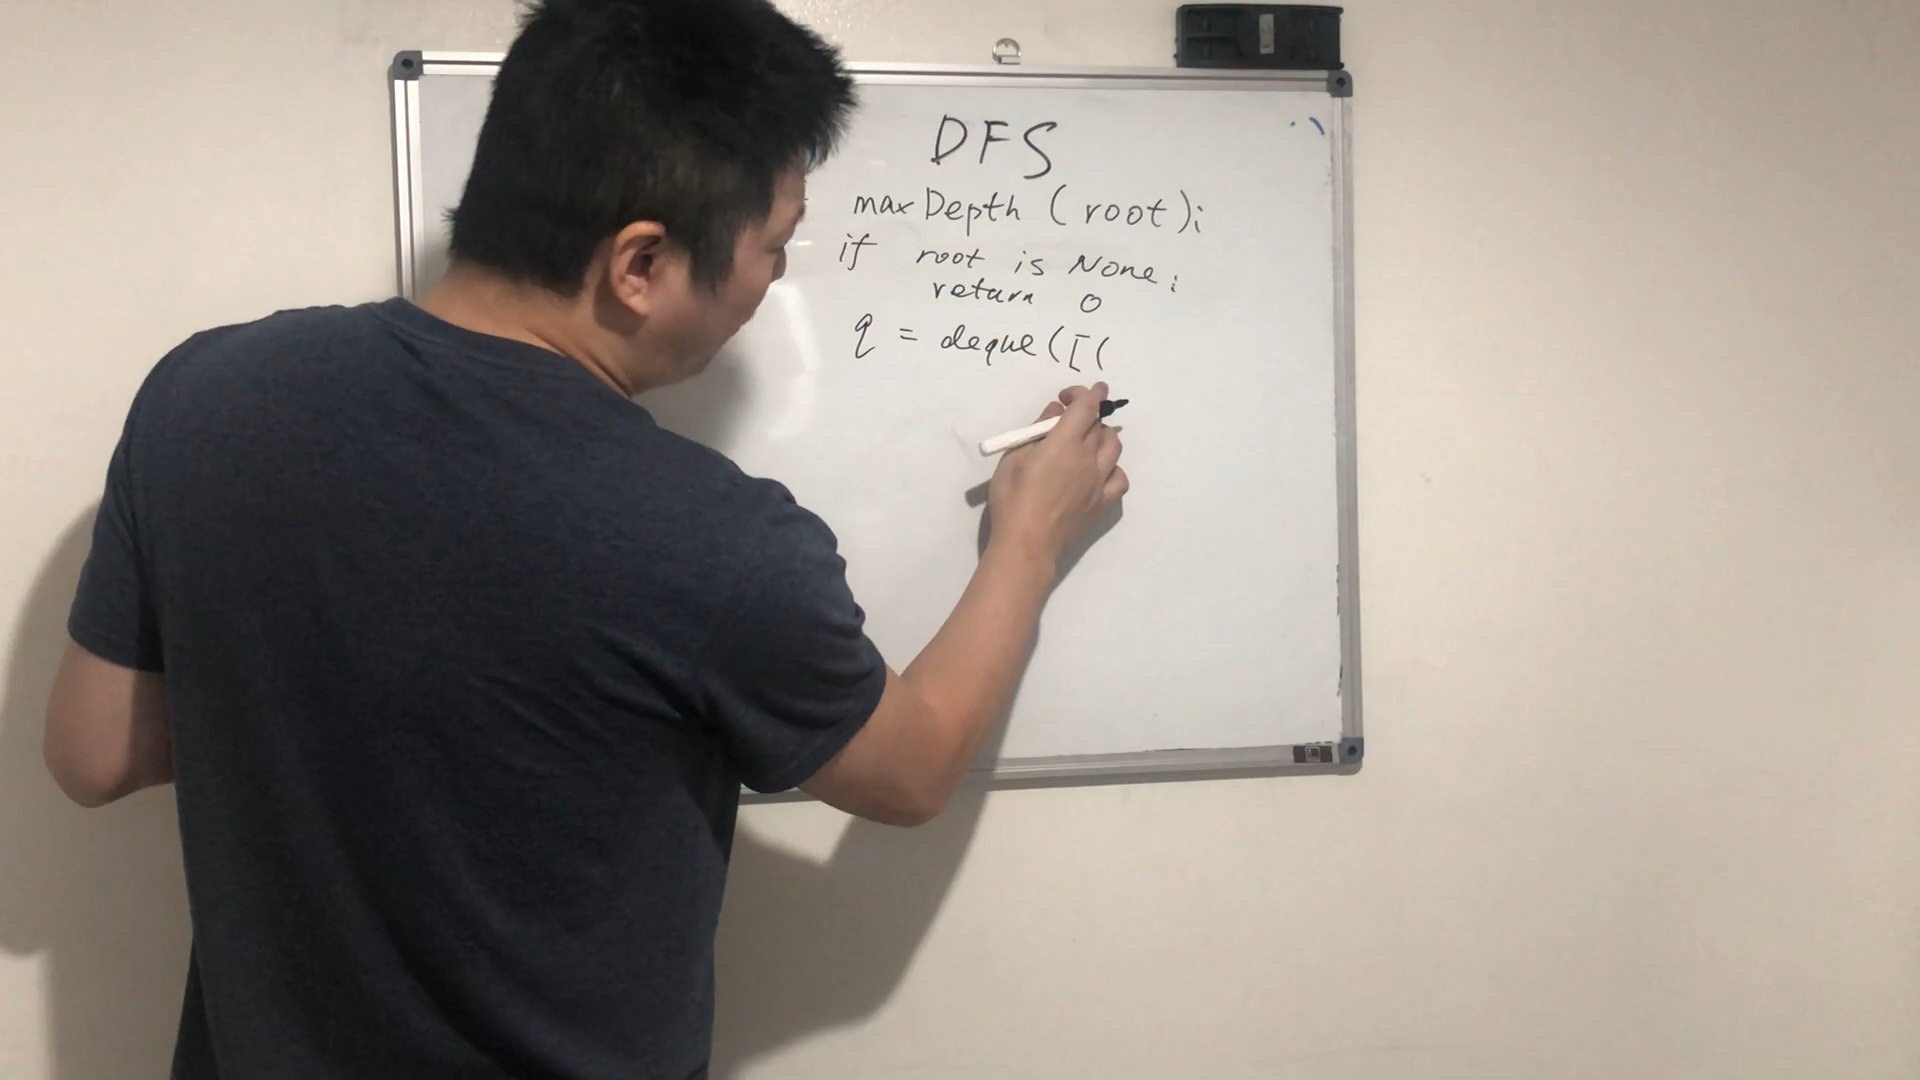 DFS
maxDepth (root):
if root is None:
return 0
q = deque([(